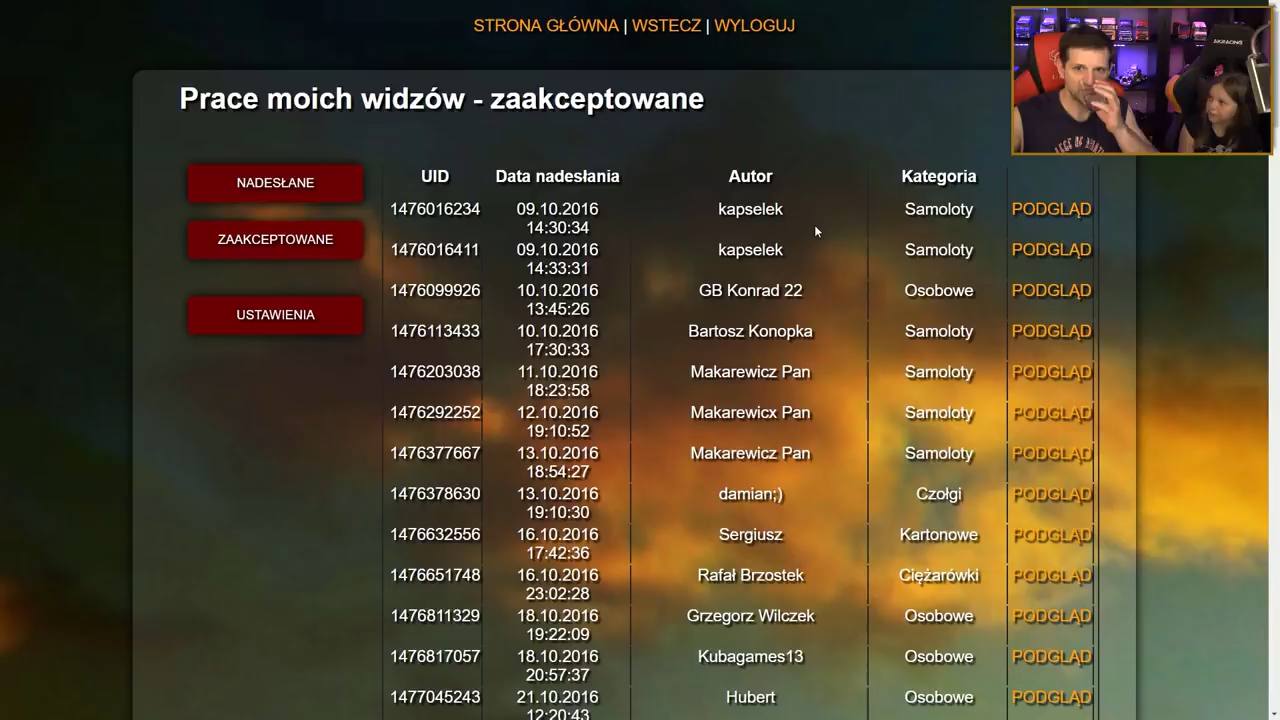 STRONA GŁÓWNA | WSTECZ | WYLOGUJ
AKRACING
Prace moich widzów - zaakceptowane
NADESŁANE
ZAAKCEPTOWANE
USTAWIENIA
UID Data nadesłania Autor Kategoria
1476016234 09.10.2016 14:30:34 kapselek Samoloty PODGLĄD
1476016411 09.10.2016 14:33:31 kapselek Samoloty PODGLĄD
1476099926 10.10.2016 13:45:26 GB Konrad 22 Osobowe PODGLĄD
1476113433 10.10.2016 17:30:33 Bartosz Konopka Samoloty PODGLĄD
1476203038 11.10.2016 18:23:58 Makarewicz Pan Samoloty PODGLĄD
1476292252 12.10.2016 19:10:52 Makarewicx Pan Samoloty PODGLĄD
1476377667 13.10.2016 18:54:27 Makarewicz Pan Samoloty PODGLĄD
1476378630 13.10.2016 19:10:30 damian;) Czołgi PODGLĄD
1476632556 16.10.2016 17:42:36 Sergiusz Kartonowe PODGLĄD
1476651748 16.10.2016 23:02:28 Rafał Brzostek Ciężarówki PODGLĄD
1476811329 18.10.2016 19:22:09 Grzegorz Wilczek Osobowe PODGLĄD
1476817057 18.10.2016 20:57:37 Kubagames13 Osobowe PODGLĄD
1477045243 21.10.2016 12:20:43 Hubert Osobowe PODGLĄD